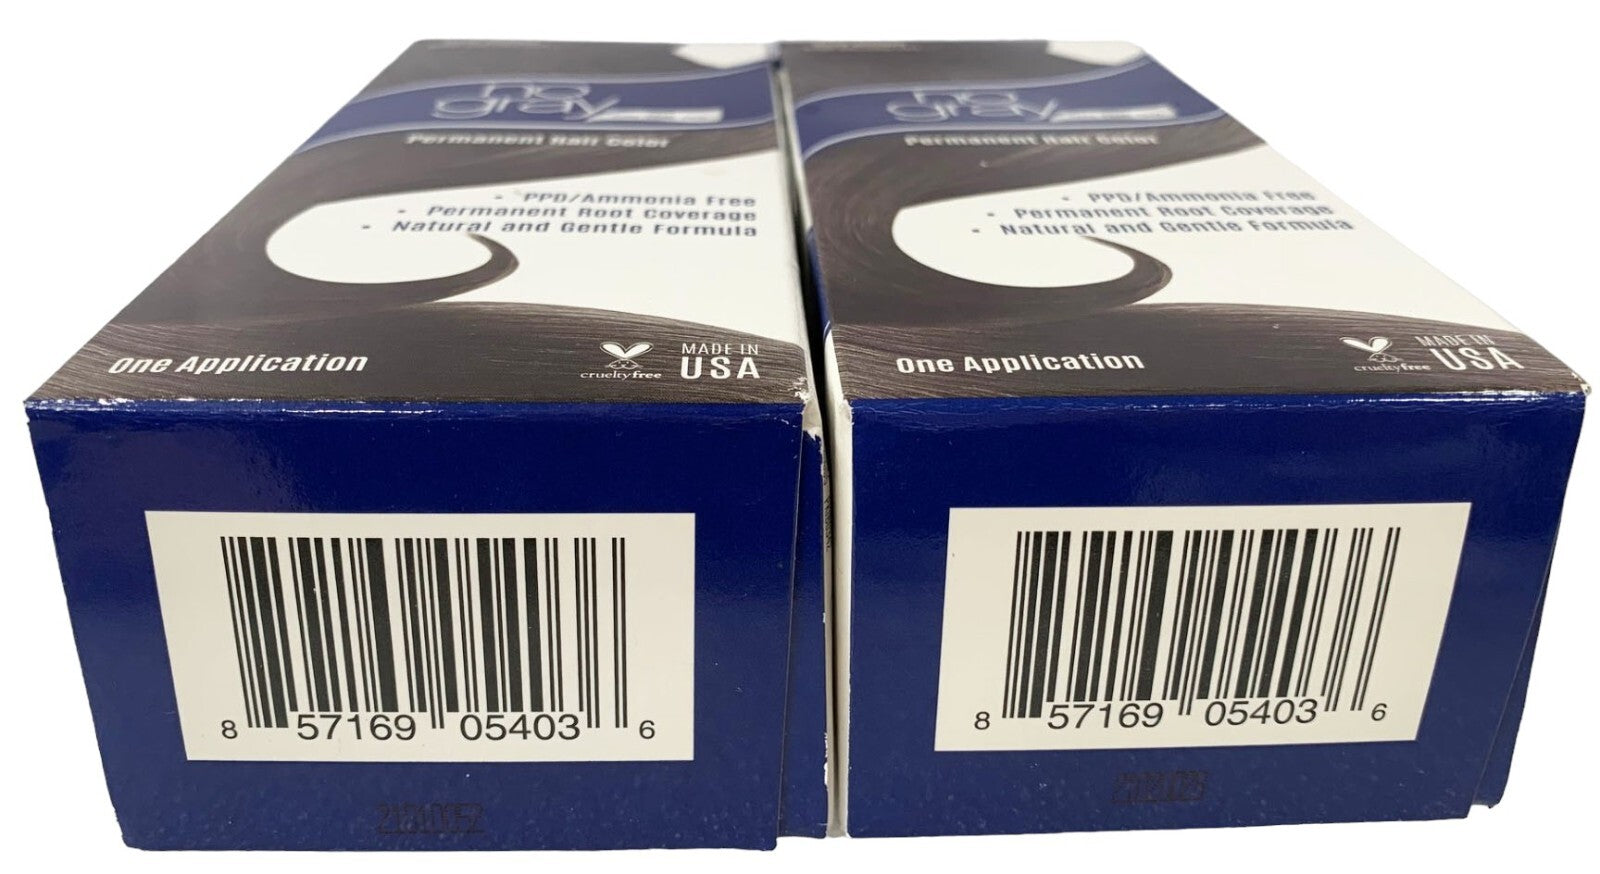 no
gray
Permanent Hair Color
• PPD/Ammonia Free
• Permanent Root Coverage
• Natural and Gentle Formula
One Application
crueltyfree
MADE IN
USA
8 57169 05403 6
no
gray
Permanent Hair Color
• PPD/Ammonia Free
• Permanent Root Coverage
• Natural and Gentle Formula
One Application
crueltyfree
MADE IN
USA
8 57169 05403 6